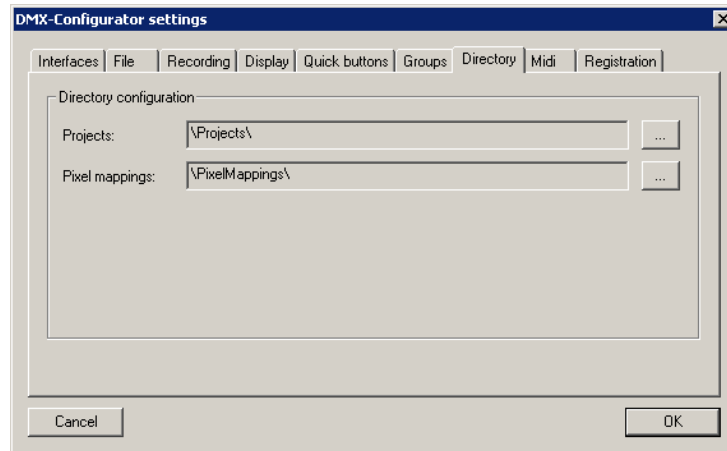 DMX-Configurator settings
Interfaces File Recording Display Quick buttons Groups Directory Midi Registration
Directory configuration
Projects: \Projects\ ...
Pixel mappings: \PixelMappings\ ...
Cancel OK